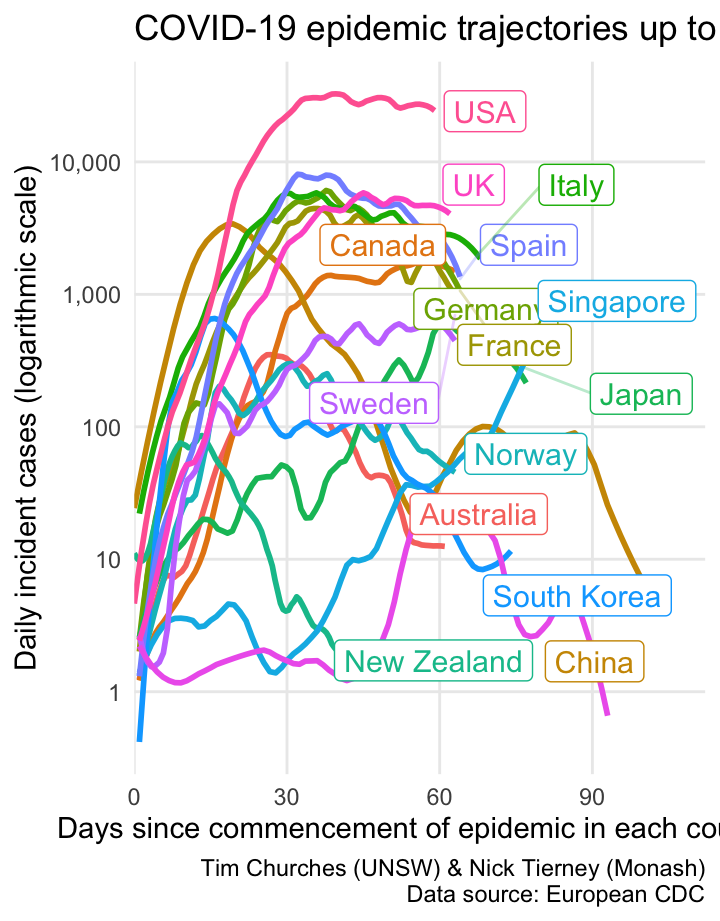 COVID-19 epidemic trajectories up to
Daily incident cases (logarithmic scale)
10,000
1,000
100
10
1
USA
UK
Italy
Canada
Spain
Germany
Singapore
France
Japan
Sweden
Norway
Australia
South Korea
New Zealand
China
0 30 60 90
Days since commencement of epidemic in each cou
Tim Churches (UNSW) & Nick Tierney (Monash)
Data source: European CDC